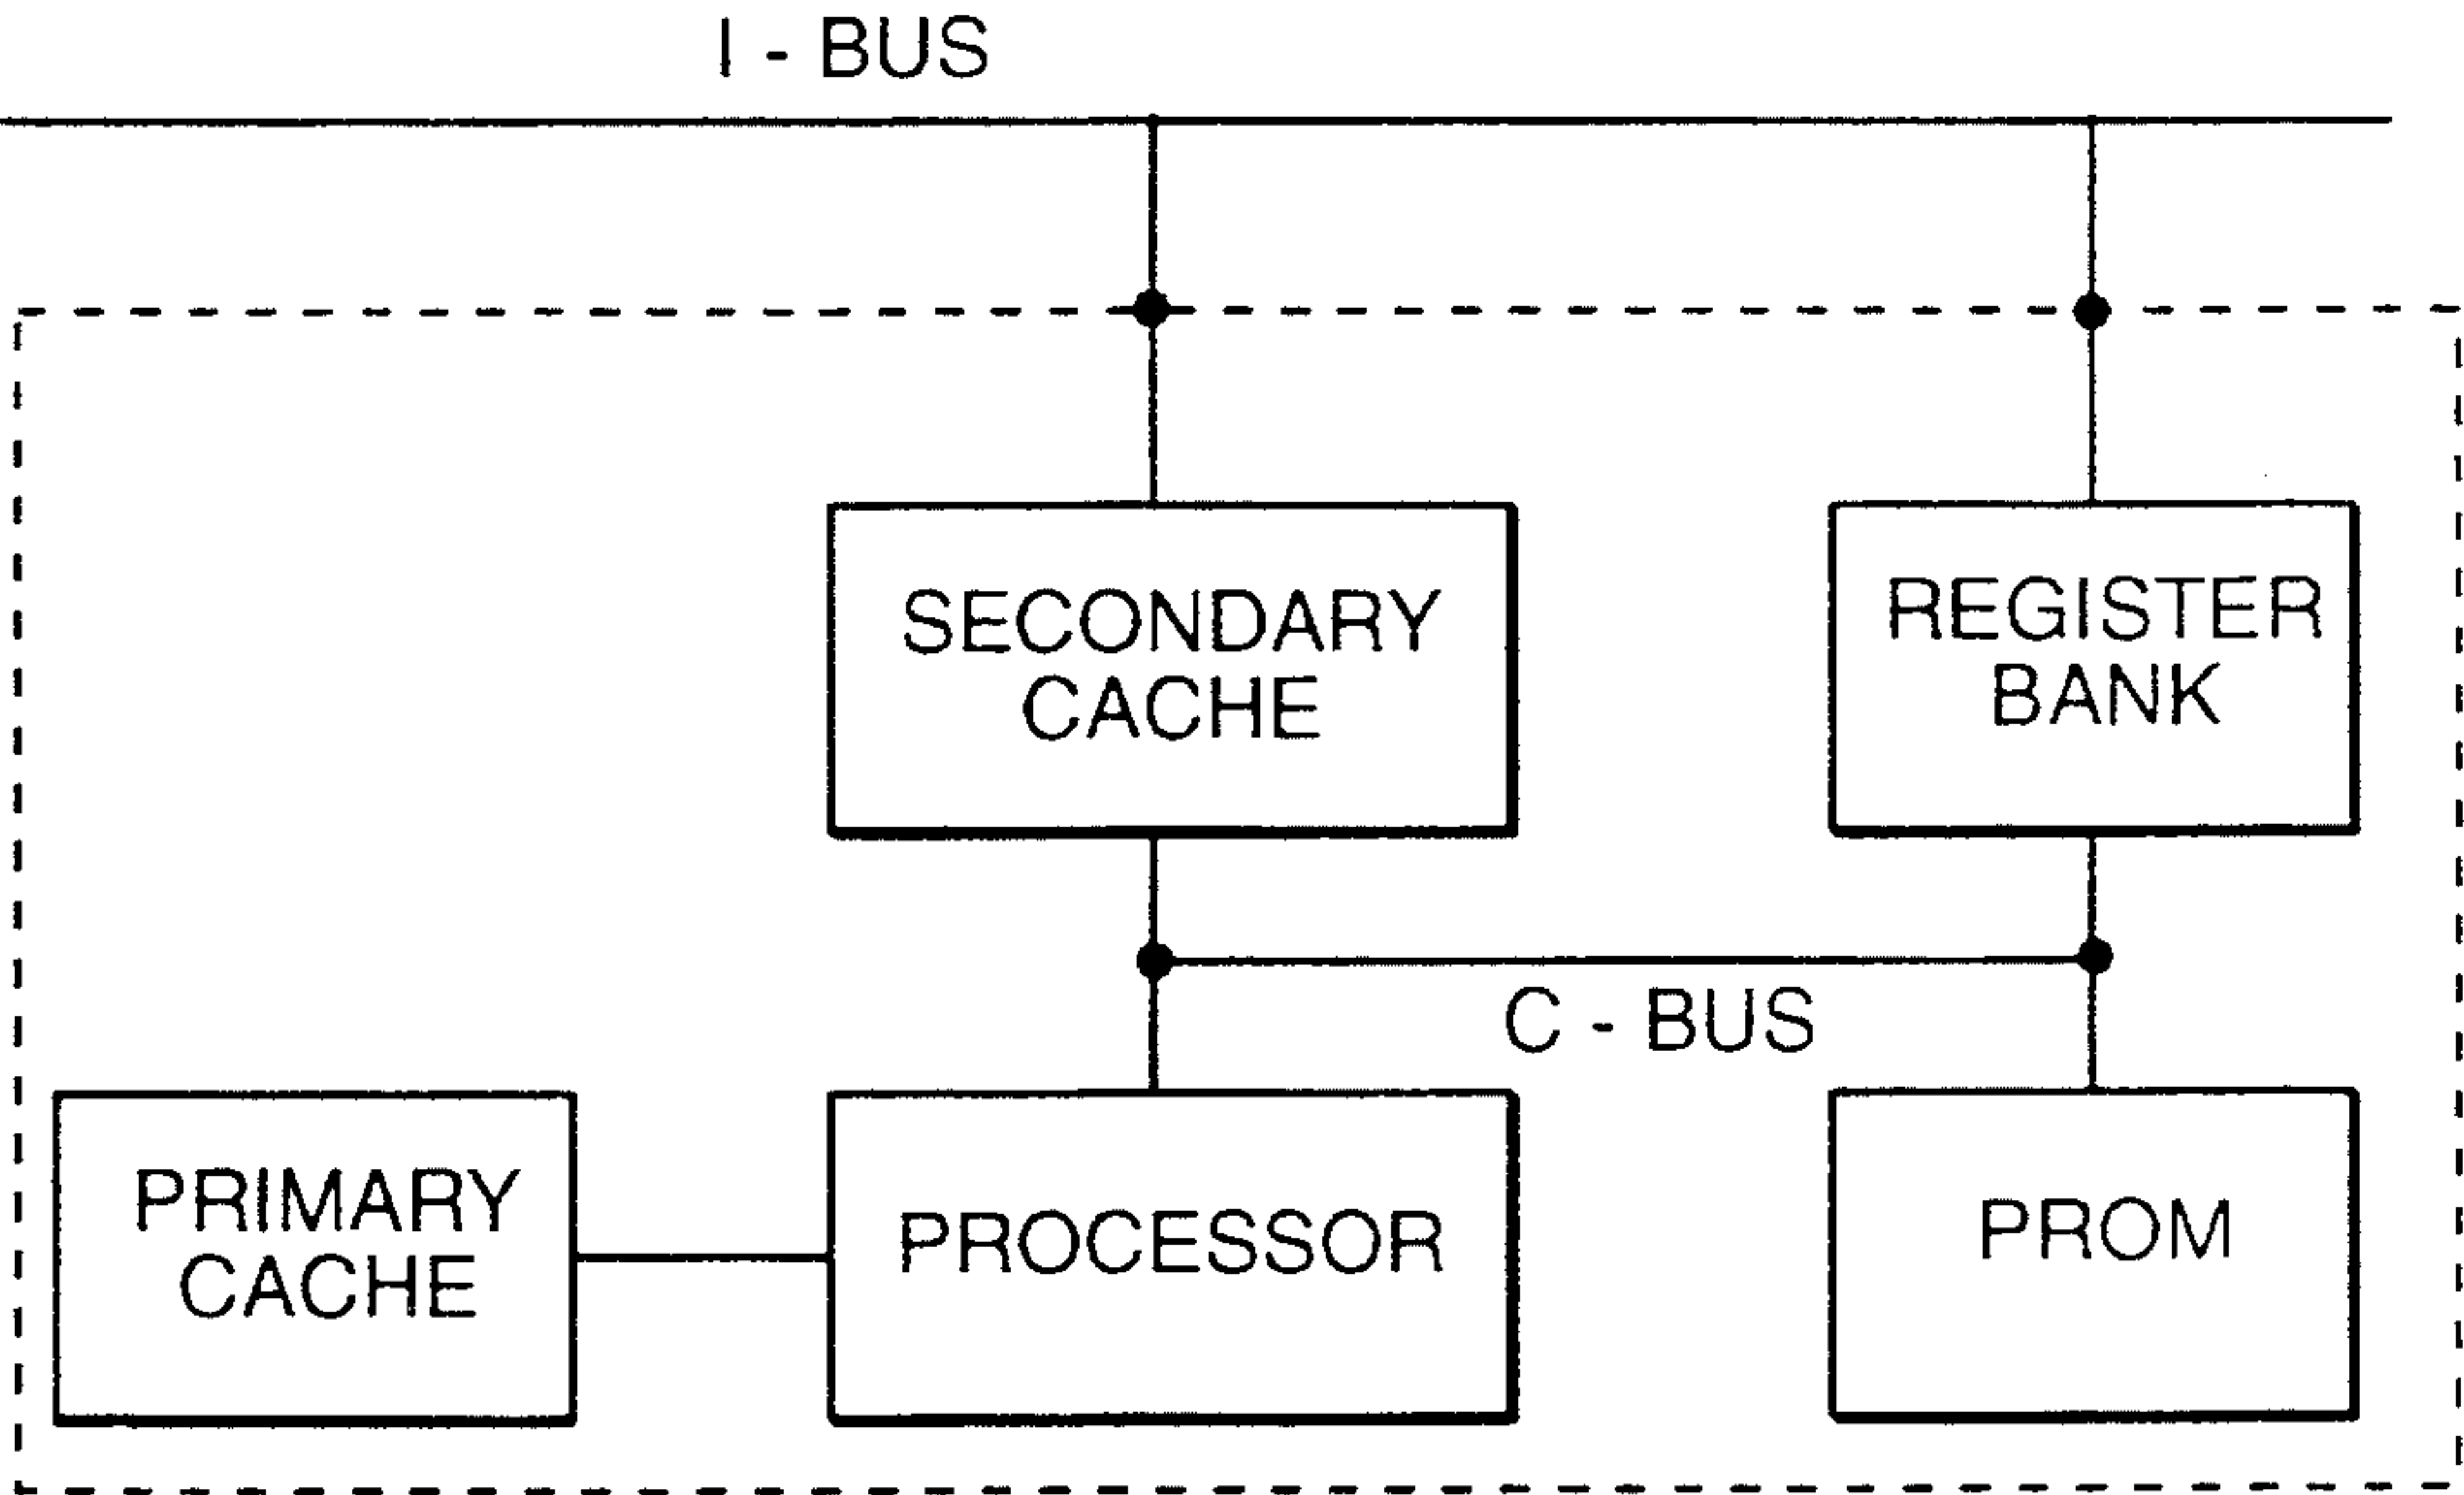 I - BUS
SECONDARY
CACHE
REGISTER
BANK
C - BUS
PRIMARY
CACHE
PROCESSOR
PROM